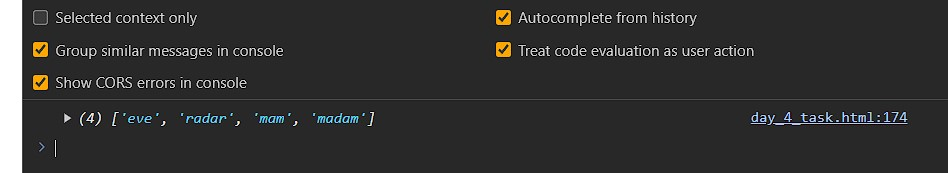 Selected context only
Autocomplete from history
Group similar messages in console
Treat code evaluation as user action
Show CORS errors in console
(4) ['eve', 'radar', 'mam', 'madam'] day_4_task.html:174